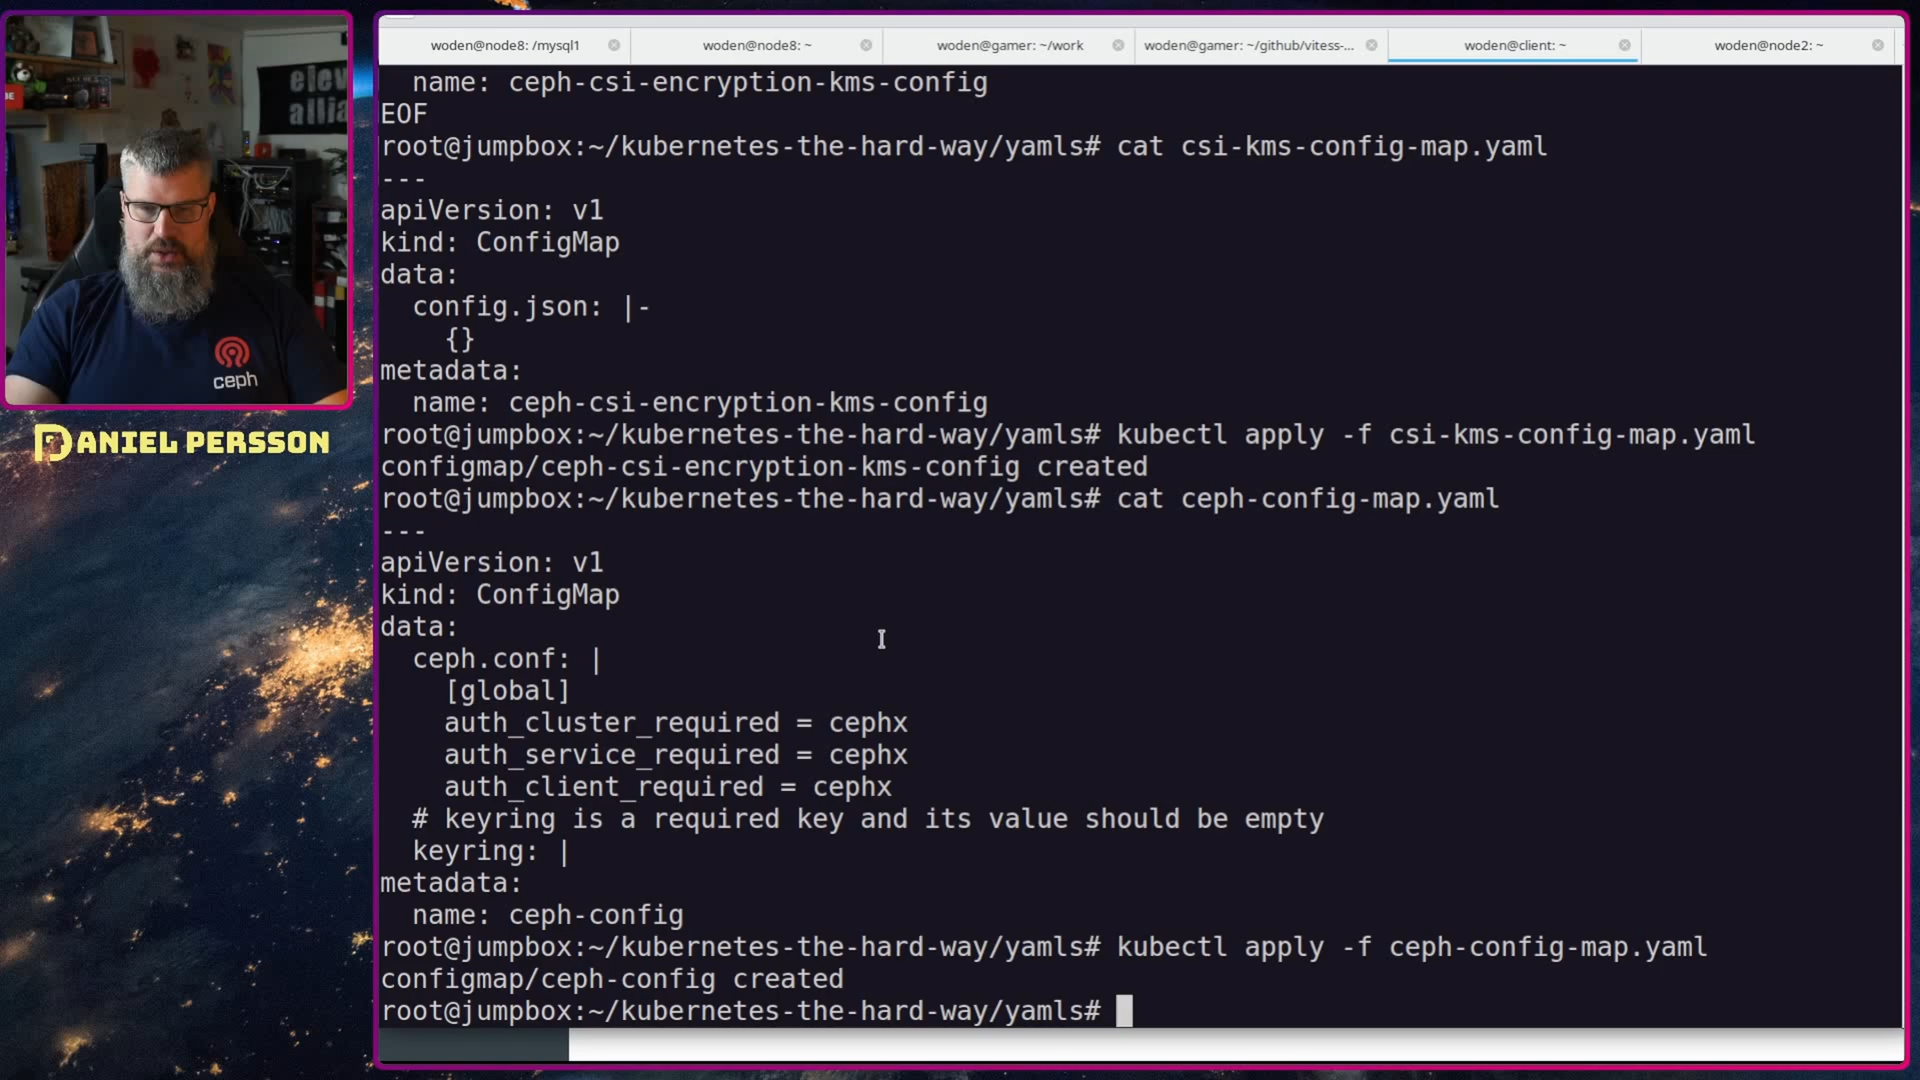 woden@node8: /mysql1
woden@node8: ~
woden@gamer: ~/work
woden@gamer: ~/github/vitess-...
woden@client: ~
woden@node2: ~
name: ceph-csi-encryption-kms-config
EOF
root@jumpbox:~/kubernetes-the-hard-way/yamls# cat csi-kms-config-map.yaml
---
apiVersion: v1
kind: ConfigMap
data:
config.json: |-
{}
metadata:
name: ceph-csi-encryption-kms-config
root@jumpbox:~/kubernetes-the-hard-way/yamls# kubectl apply -f csi-kms-config-map.yaml
configmap/ceph-csi-encryption-kms-config created
root@jumpbox:~/kubernetes-the-hard-way/yamls# cat ceph-config-map.yaml
---
apiVersion: v1
kind: ConfigMap
data:
ceph.conf: |
[global]
auth_cluster_required = cephx
auth_service_required = cephx
auth_client_required = cephx
# keyring is a required key and its value should be empty
keyring: |
metadata:
name: ceph-config
root@jumpbox:~/kubernetes-the-hard-way/yamls# kubectl apply -f ceph-config-map.yaml
configmap/ceph-config created
root@jumpbox:~/kubernetes-the-hard-way/yamls#
ceph
DANIEL PERSSON